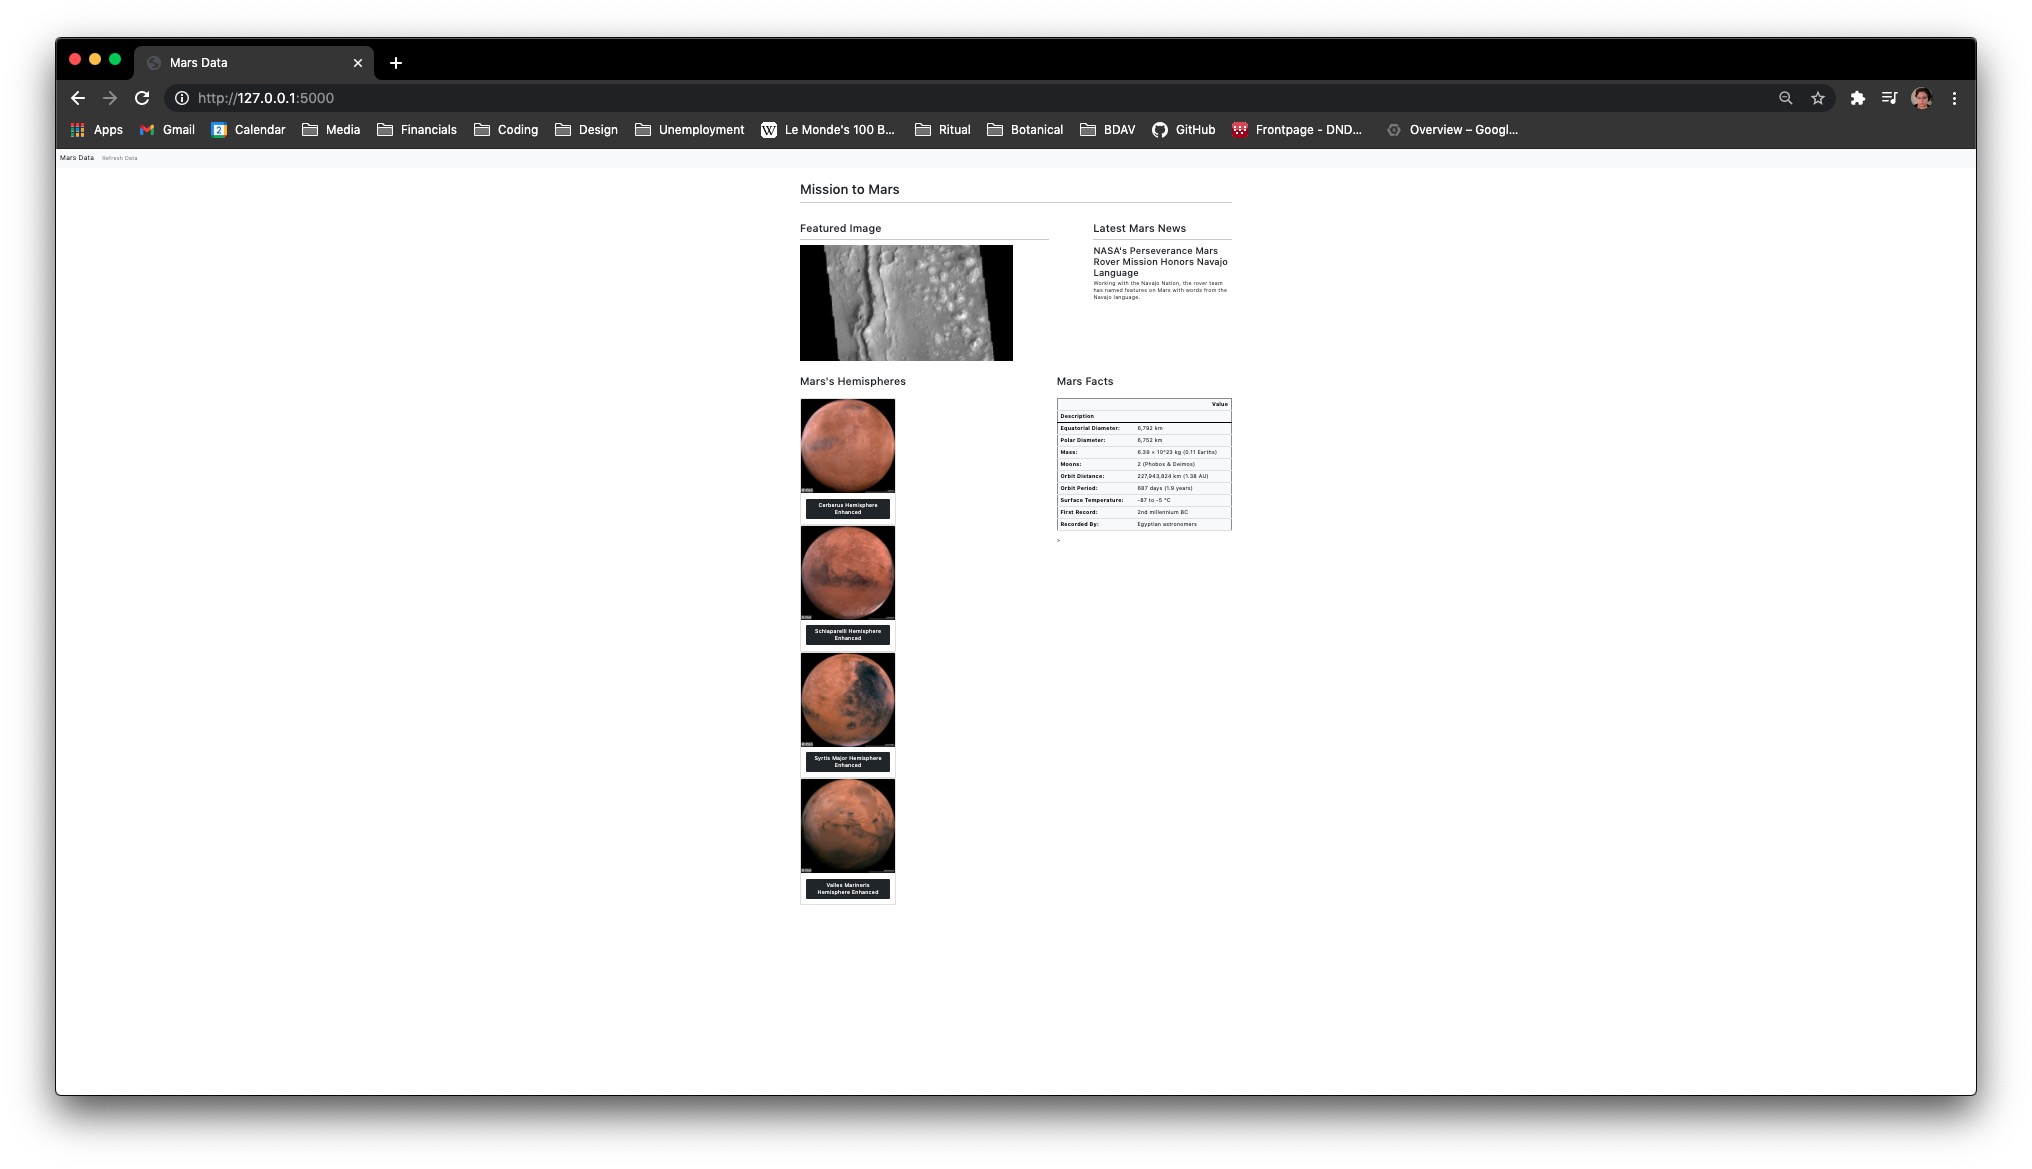 Mars Data
http://127.0.0.1:5000
Apps
Gmail
2
Calendar
Media
Financials
Coding
Design
Unemployment
W
Le Monde's 100 B...
Ritual
Botanical
BDAV
GitHub
Frontpage - DND...
Overview – Googl...
Mars Data
Refresh Data
Mission to Mars
Featured Image
Latest Mars News
NASA's Perseverance Mars
Rover Mission Honors Navajo
Language
Working with the Navajo Nation, the rover team
has named features on Mars with words from the
Navajo language.
Mars's Hemispheres
Cerberus Hemisphere
Enhanced
Schiaparelli Hemisphere
Enhanced
Syrtis Major Hemisphere
Enhanced
Valles Marineris
Hemisphere Enhanced
Mars Facts
Value
Description
Equatorial Diameter: 6,792 km
Polar Diameter: 6,752 km
Mass: 6.39 × 10^23 kg (0.11 Earths)
Moons: 2 (Phobos & Deimos)
Orbit Distance: 227,943,824 km (1.38 AU)
Orbit Period: 687 days (1.9 years)
Surface Temperature: -87 to -5 °C
First Record: 2nd millennium BC
Recorded By: Egyptian astronomers
>